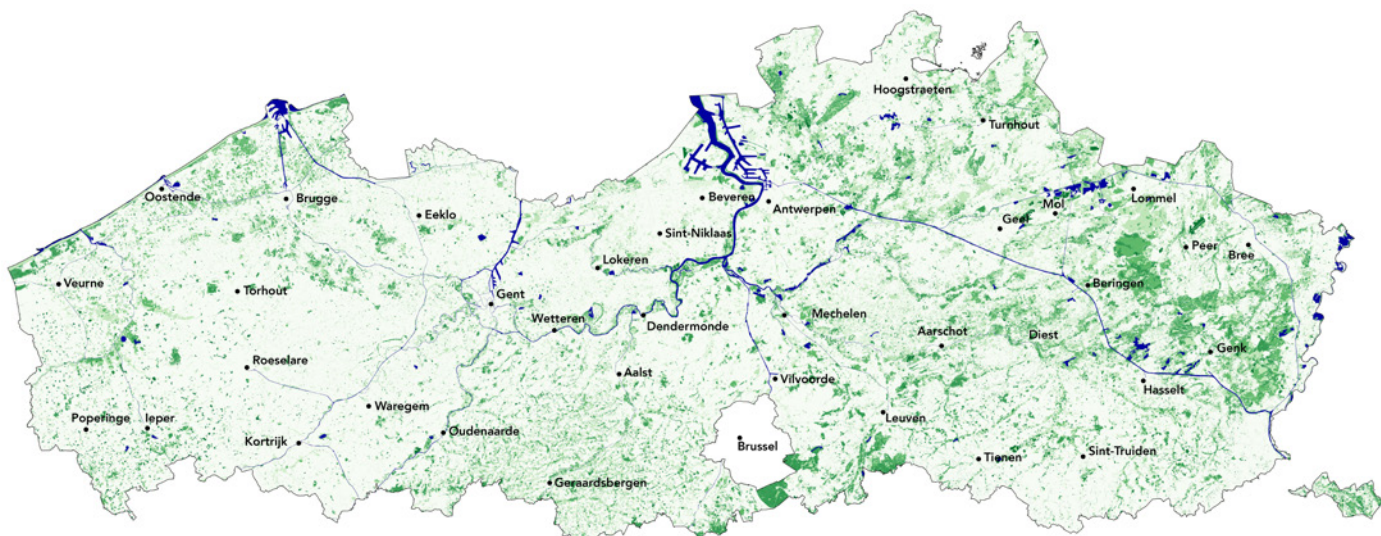 Hoogstraeten
Turnhout
Oostende
Brugge
Eeklo
Beveren
Antwerpen
Mol
Lommel
Geel
Sint-Niklaas
Peer
Bree
Lokeren
Veurne
Torhout
Gent
Beringen
Wetteren
Dendermonde
Mechelen
Aarschot
Diest
Genk
Roeselare
Aalst
Vilvoorde
Hasselt
Waregem
Poperinge
Ieper
Leuven
Kortrijk
Oudenaarde
Brussel
Tienen
Sint-Truiden
Geraardsbergen